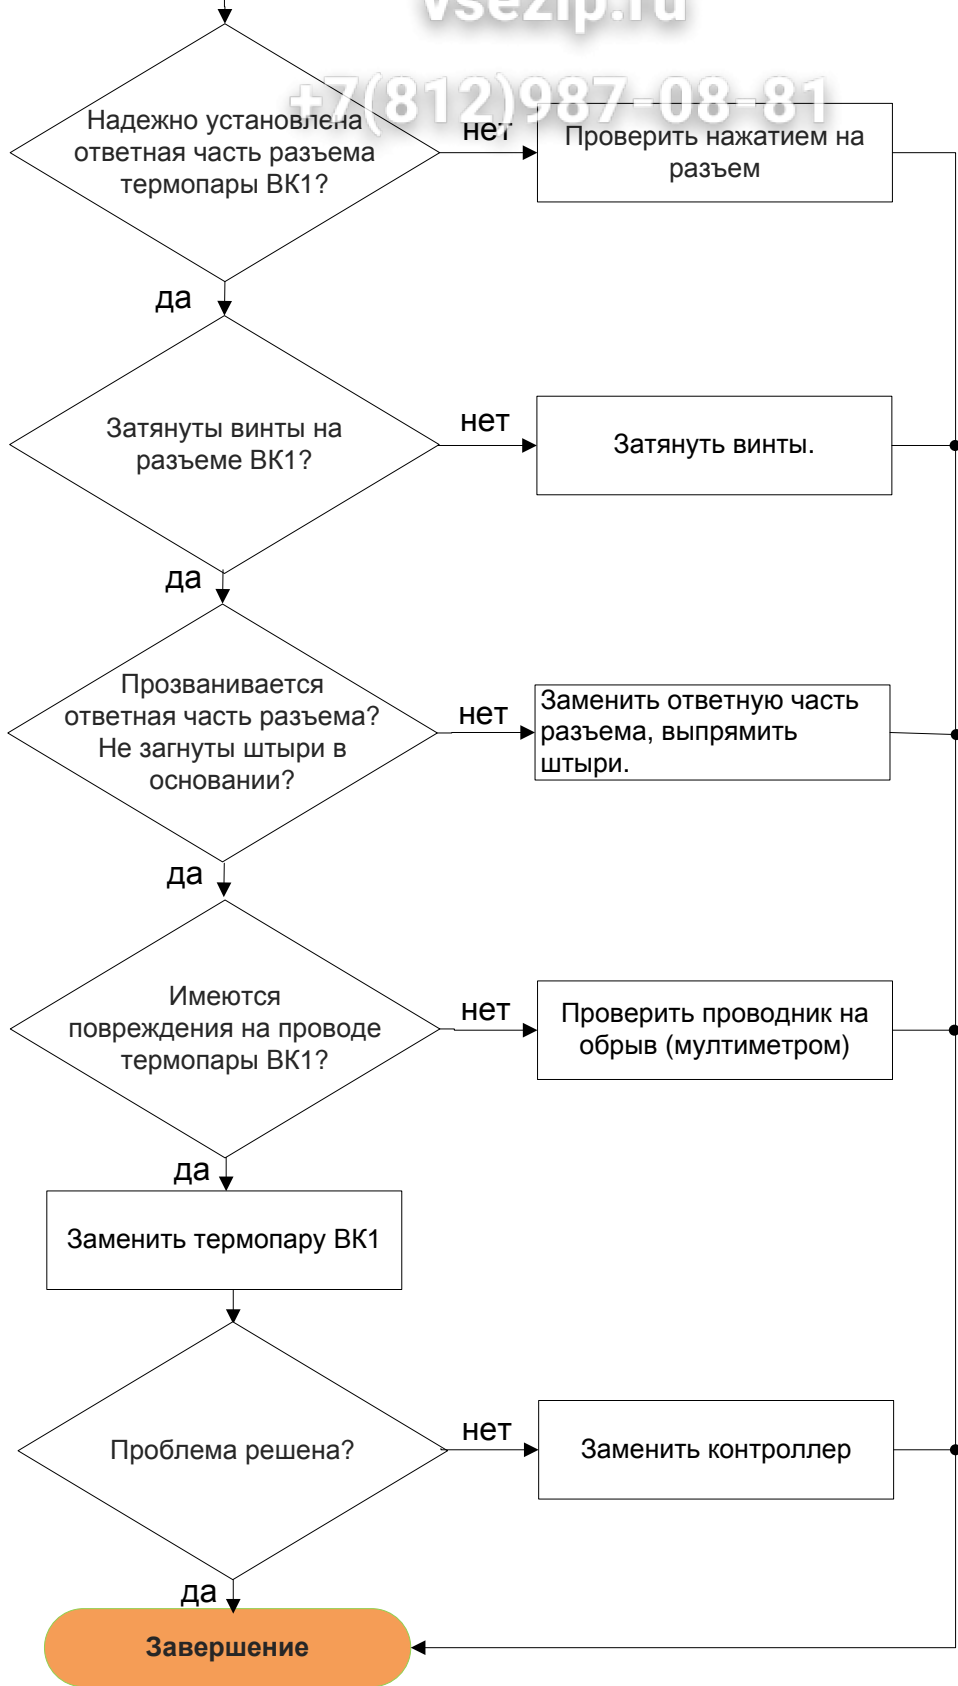 vsezip.ru
+7(812)987-08-81
Надежно установлена
ответная часть разъема
термопары ВК1?
нет
Проверить нажатием на
разъем
да
Затянуты винты на
разъеме ВК1?
нет
Затянуть винты.
да
Прозванивается
ответная часть разъема?
Не загнуты штыри в
основании?
нет
Заменить ответную часть
разъема, выпрямить
штыри.
да
Имеются
повреждения на проводе
термопары ВК1?
нет
Проверить проводник на
обрыв (мултиметром)
да
Заменить термопару ВК1
Проблема решена?
нет
Заменить контроллер
да
Завершение